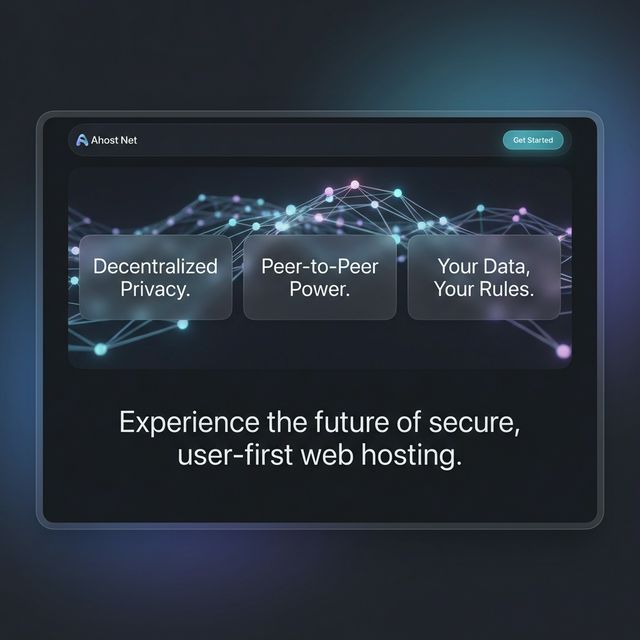 Ahost Net
Get Started
Decentralized
Privacy.
Peer-to-Peer
Power.
Your Data,
Your Rules.
Experience the future of secure,
user-first web hosting.